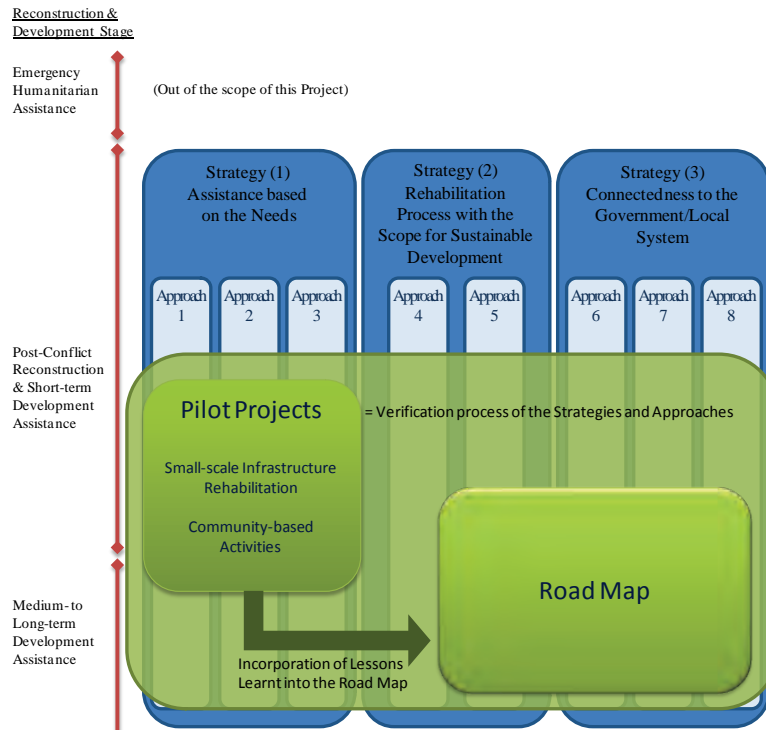 Reconstruction &
Development Stage
Emergency
Humanitarian
Assistance
(Out of the scope of this Project)
Strategy (1)
Assistance based
on the Needs
Strategy (2)
Rehabilitation
Process with the
Scope for Sustainable
Development
Strategy (3)
Connectedness to the
Government/Local
System
Approach
1
Approach
2
Approach
3
Approach
4
Approach
5
Approach
6
Approach
7
Approach
8
Post-Conflict
Reconstruction
& Short-term
Development
Assistance
Pilot Projects
= Verification process of the Strategies and Approaches
Small-scale Infrastructure
Rehabilitation
Community-based
Activities
Road Map
Medium- to
Long-term
Development
Assistance
Incorporation of Lessons
Learnt into the Road Map